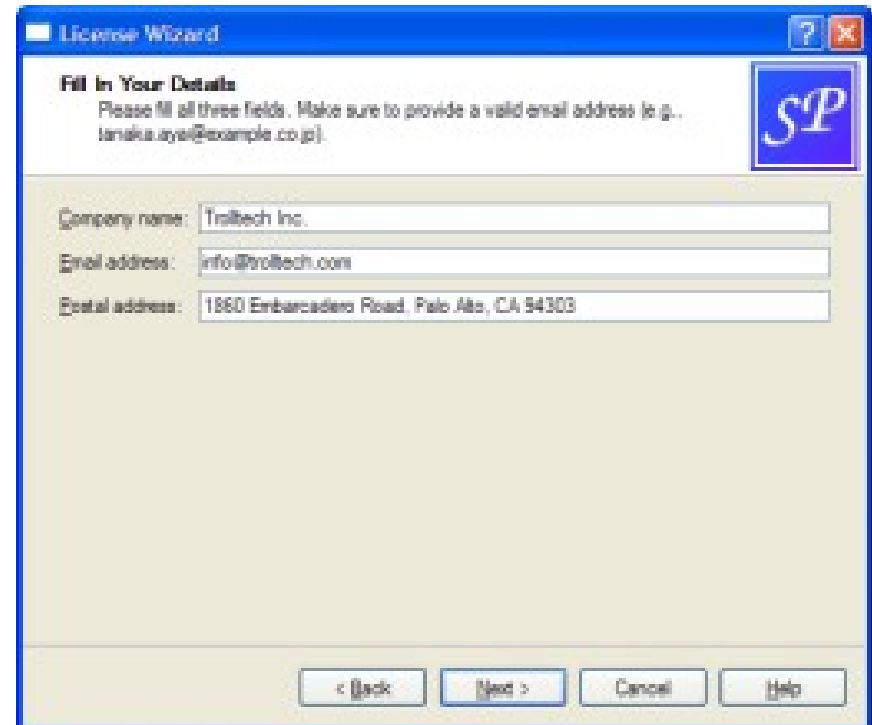 License Wizard
Fill In Your Details
Please fill all three fields. Make sure to provide a valid email address (e.g.,
tanaka.aya@example.co.jp).
SP
Company name: Trolltech Inc.
Email address: info@trolltech.com
Postal address: 1860 Embarcadero Road, Palo Alto, CA 94303
< Back Next > Cancel Help